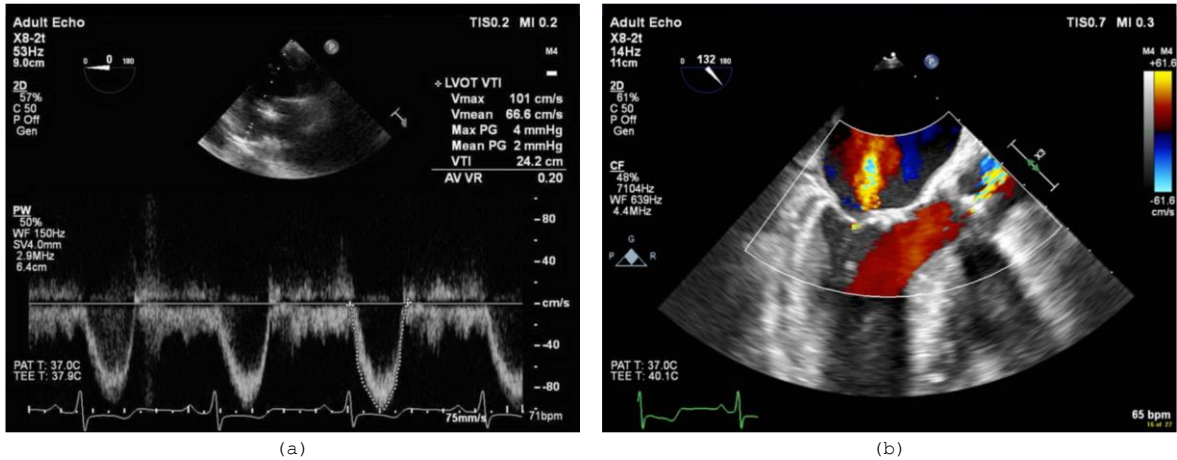 Adult Echo
TIS0.2 MI 0.2
X8-2t
53Hz
9.0cm
0 0 180
P
M4
2D
57%
C 50
P Off
Gen
LVOT VTI
Vmax 101 cm/s
Vmean 66.6 cm/s
Max PG 4 mmHg
Mean PG 2 mmHg
VTI 24.2 cm
AV VR 0.20
PW
50%
WF 150Hz
SV4.0mm
2.9MHz
6.4cm
-80
-40
cm/s
-40
-80
PAT T: 37.0C
TEE T: 37.9C
75mm/s
71bpm
(a)
Adult Echo
TIS0.7 MI 0.3
X8-2t
14Hz
11cm
0 132 180
P
M4 M4
+61.6
2D
61%
C 50
P Off
Gen
CF
48%
7104Hz
WF 639Hz
4.4MHz
-61.6
cm/s
G
P R
PAT T: 37.0C
TEE T: 40.1C
65 bpm
16 of 27
(b)